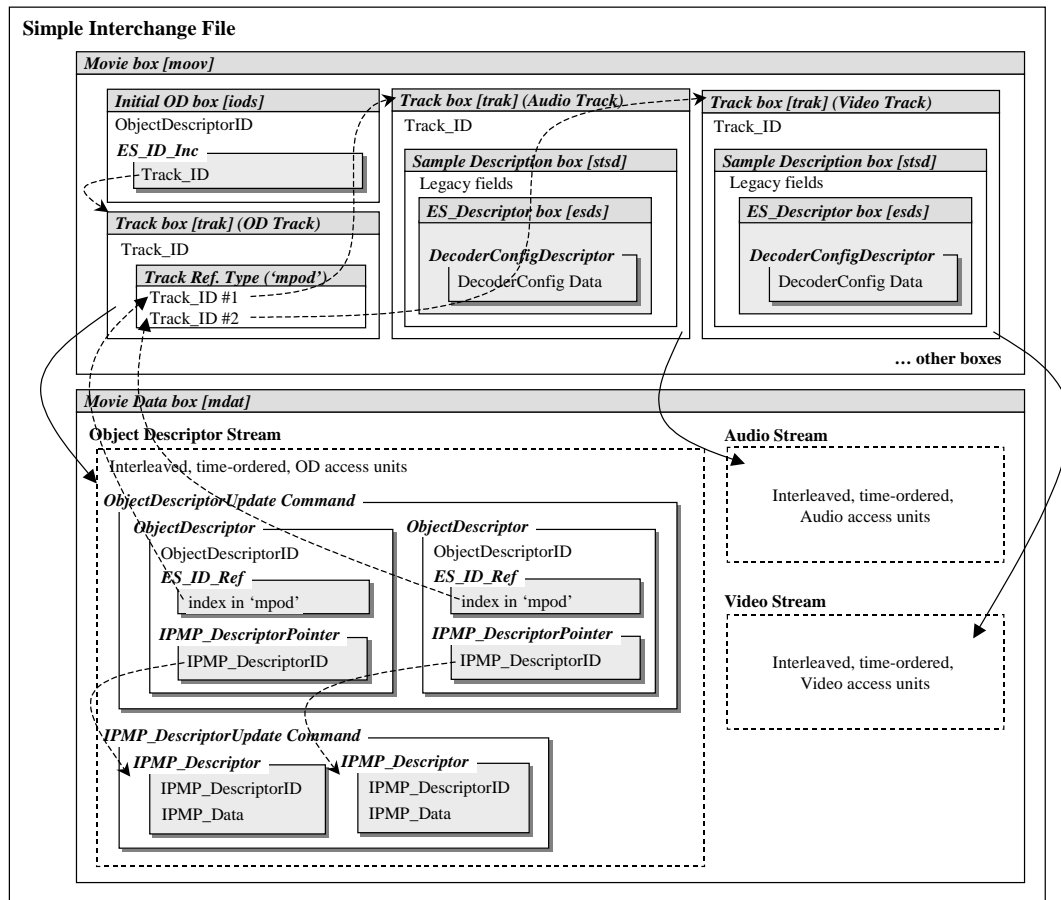 Simple Interchange File
Movie box [moov]
Initial OD box [iods]
ObjectDescriptorID
ES_ID_Inc
Track_ID
Track box [trak] (OD Track)
Track_ID
Track Ref. Type (‘mpod’)
Track_ID #1
Track_ID #2
Track box [trak] (Audio Track)
Track_ID
Sample Description box [stsd]
Legacy fields
ES_Descriptor box [esds]
DecoderConfigDescriptor
DecoderConfig Data
Track box [trak] (Video Track)
Track_ID
Sample Description box [stsd]
Legacy fields
ES_Descriptor box [esds]
DecoderConfigDescriptor
DecoderConfig Data
… other boxes
Movie Data box [mdat]
Object Descriptor Stream
Interleaved, time-ordered, OD access units
ObjectDescriptorUpdate Command
ObjectDescriptor
ObjectDescriptorID
ES_ID_Ref
index in ‘mpod’
IPMP_DescriptorPointer
IPMP_DescriptorID
ObjectDescriptor
ObjectDescriptorID
ES_ID_Ref
index in ‘mpod’
IPMP_DescriptorPointer
IPMP_DescriptorID
IPMP_DescriptorUpdate Command
IPMP_Descriptor
IPMP_DescriptorID
IPMP_Data
IPMP_Descriptor
IPMP_DescriptorID
IPMP_Data
Audio Stream
Interleaved, time-ordered,
Audio access units
Video Stream
Interleaved, time-ordered,
Video access units